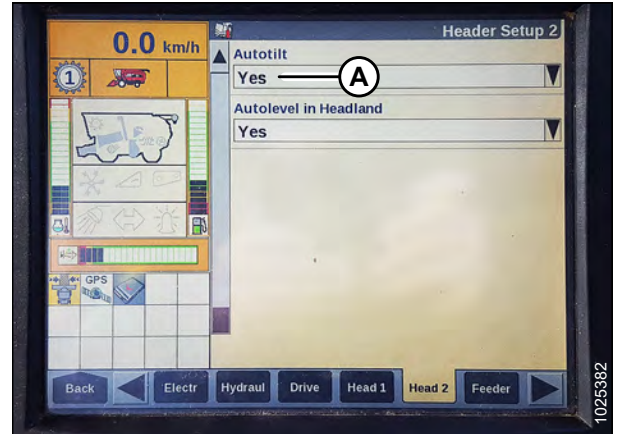 Header Setup 2
0.0 km/h
1
Autotilt
Yes
A
Autolevel in Headland
Yes
GPS
Back
Electr
Hydraul
Drive
Head 1
Head 2
Feeder
1025382